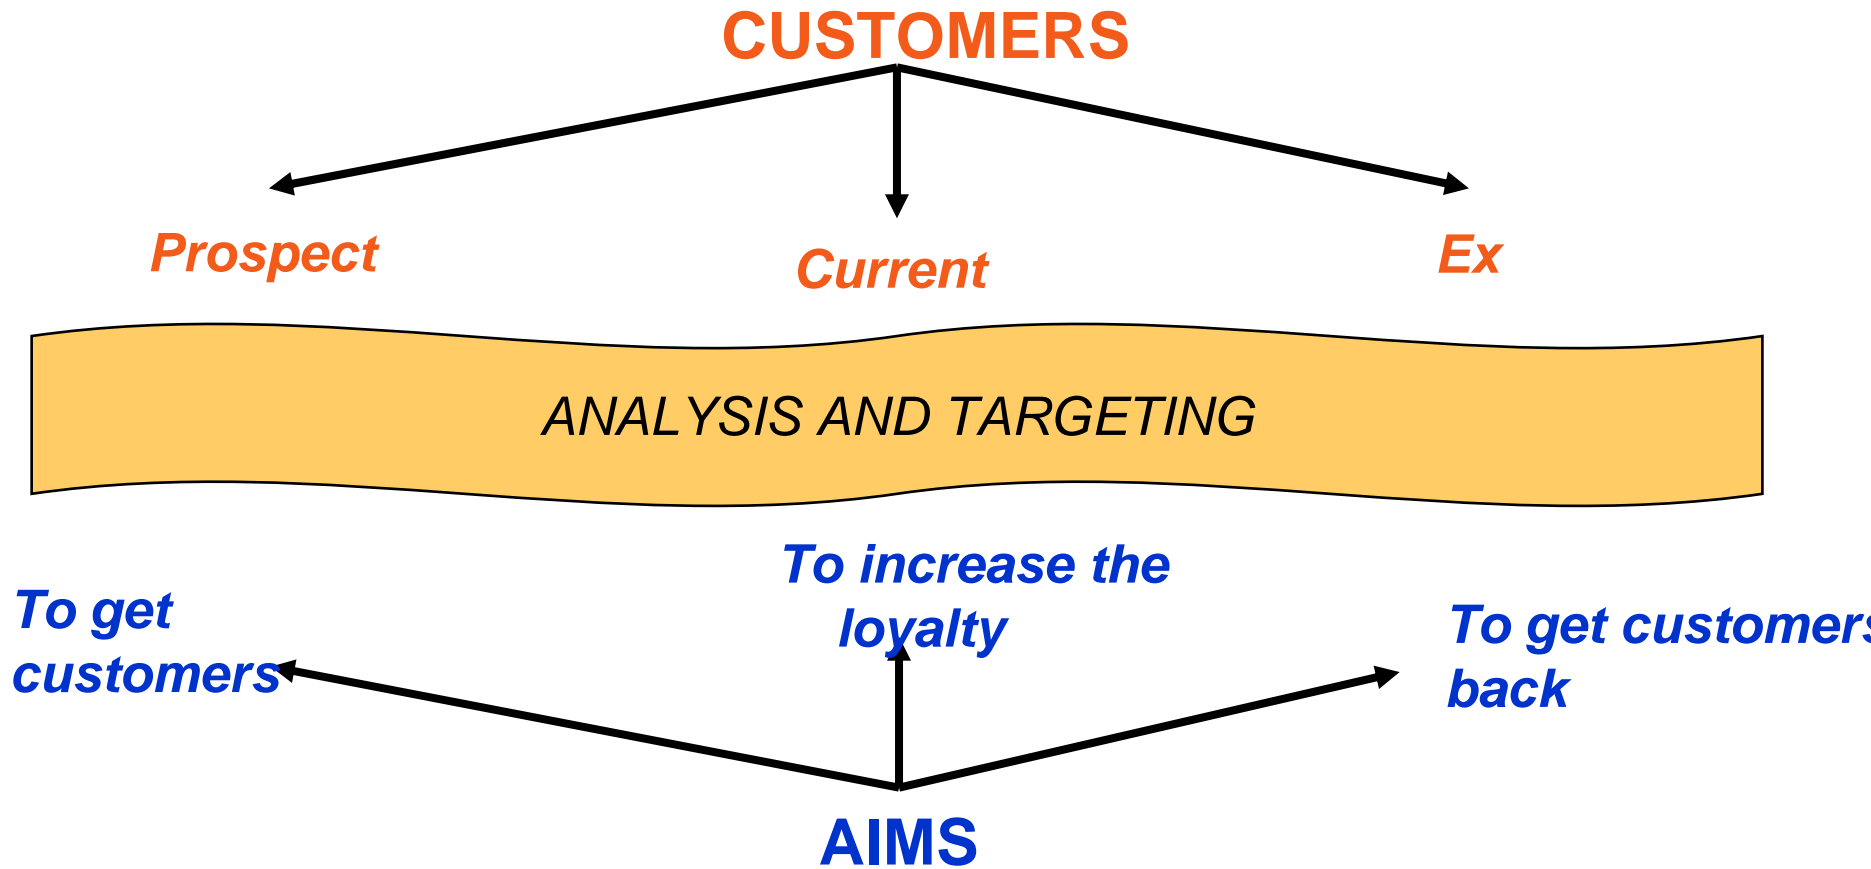 CUSTOMERS
Prospect
Current
Ex
ANALYSIS AND TARGETING
To increase the
loyalty
To get
customers
To get customers
back
AIMS